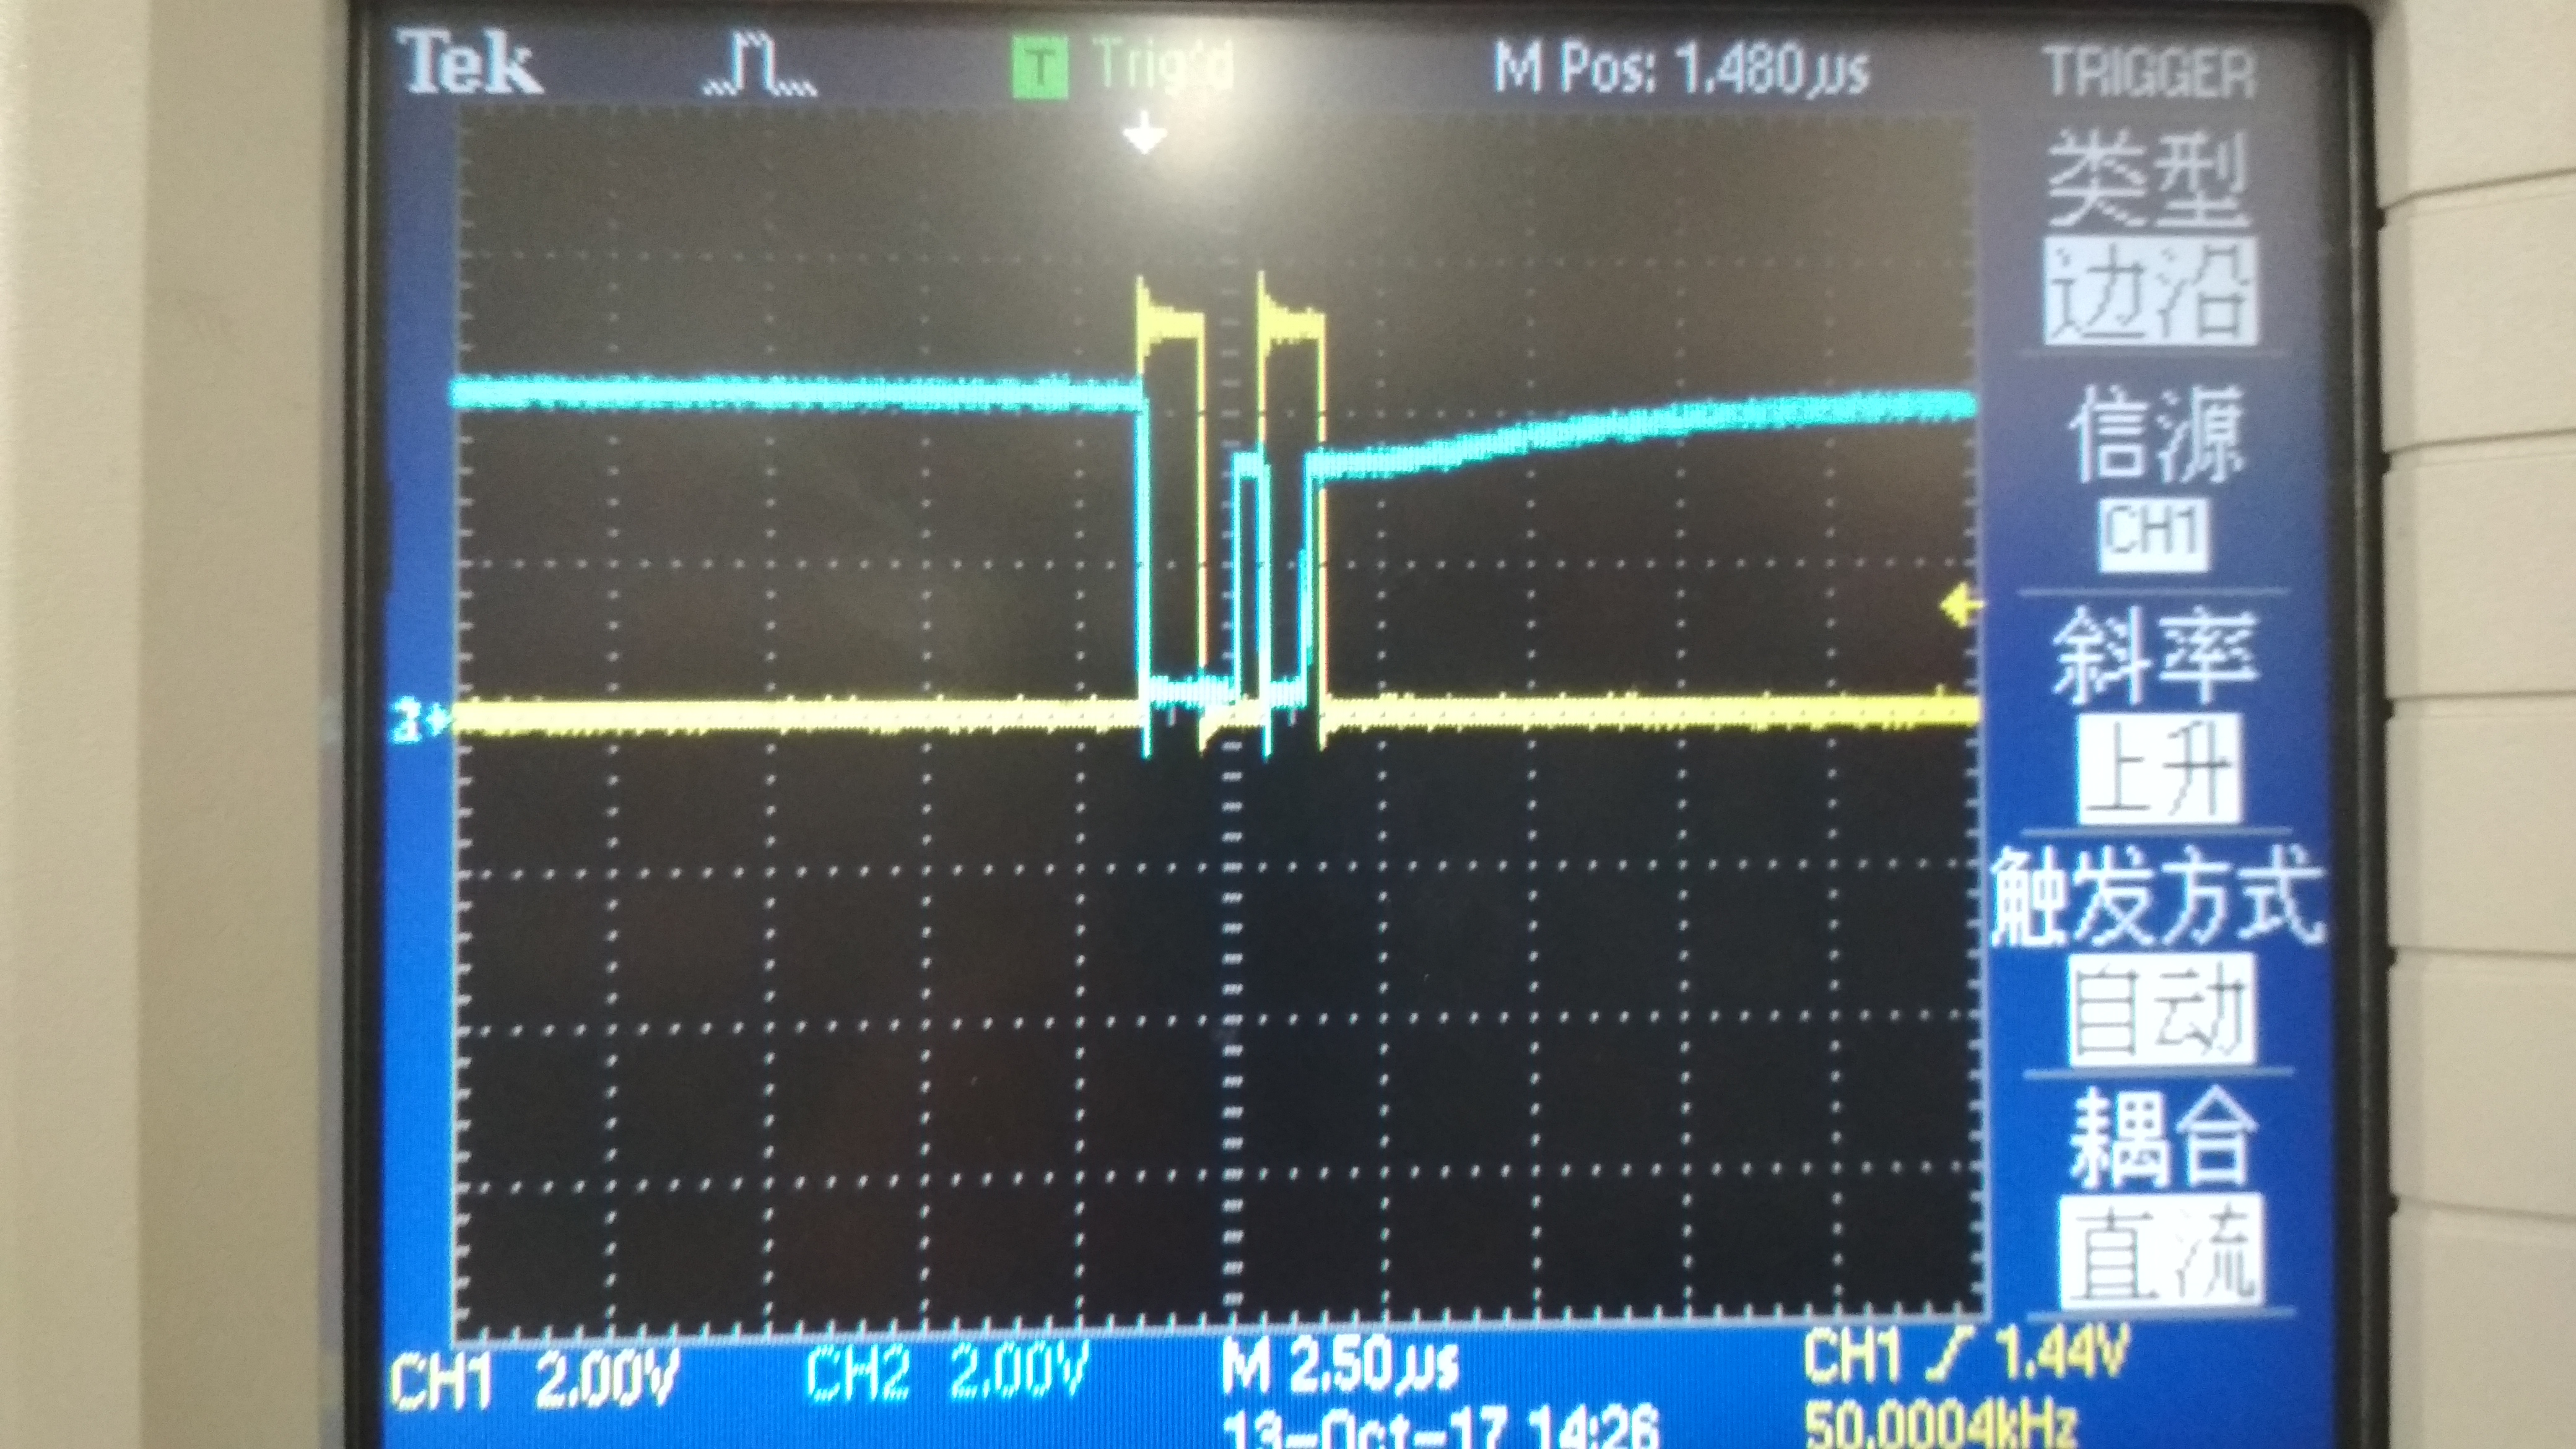 Tek T Trig'd M Pos: 1.480µs TRIGGER
类型
边沿
信源
CH1
斜率
上升
触发方式
自动
耦合
直流
2
CH1 2.00V CH2 2.00V M 2.50µs CH1 1.44V
13-Oct-17 14:26 50.0004kHz